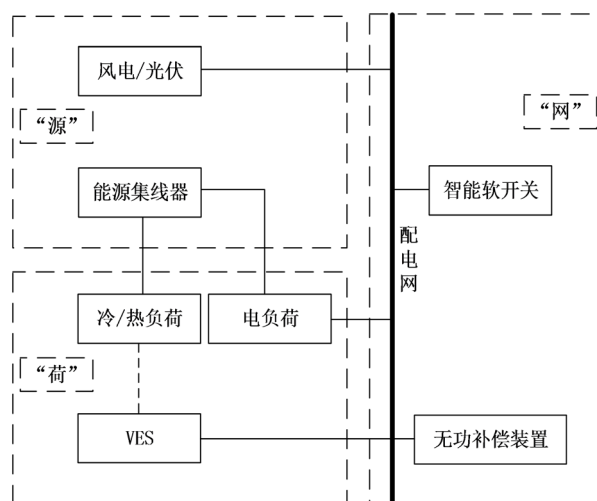 风电/光伏
“源”
“网”
能源集线器
智能软开关
配电网
冷/热负荷
电负荷
“荷”
VES
无功补偿装置